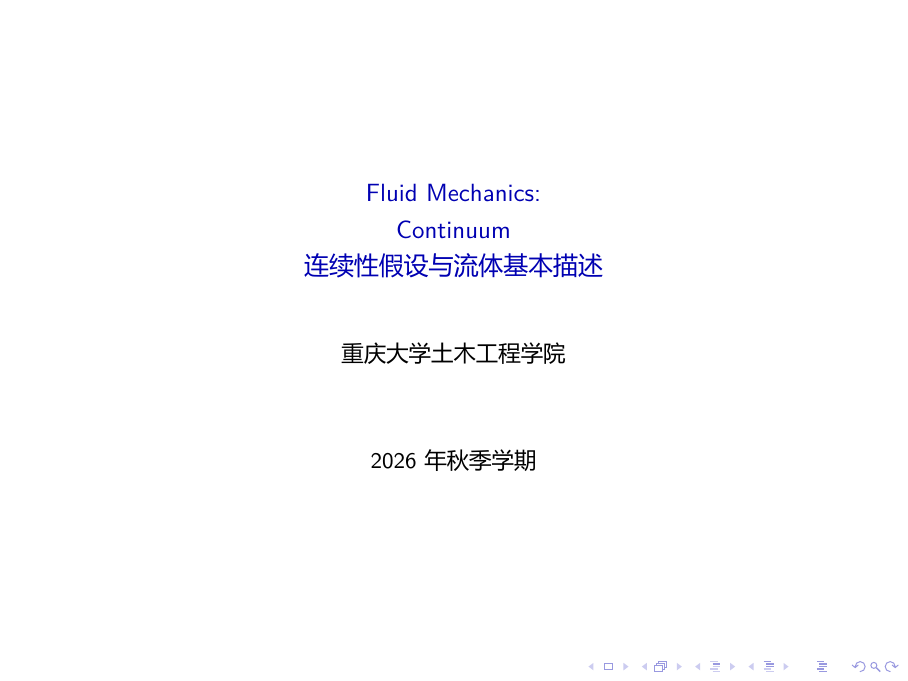 Fluid Mechanics:
Continuum
连续性假设与流体基本描述
重庆大学土木工程学院
2026 年秋季学期